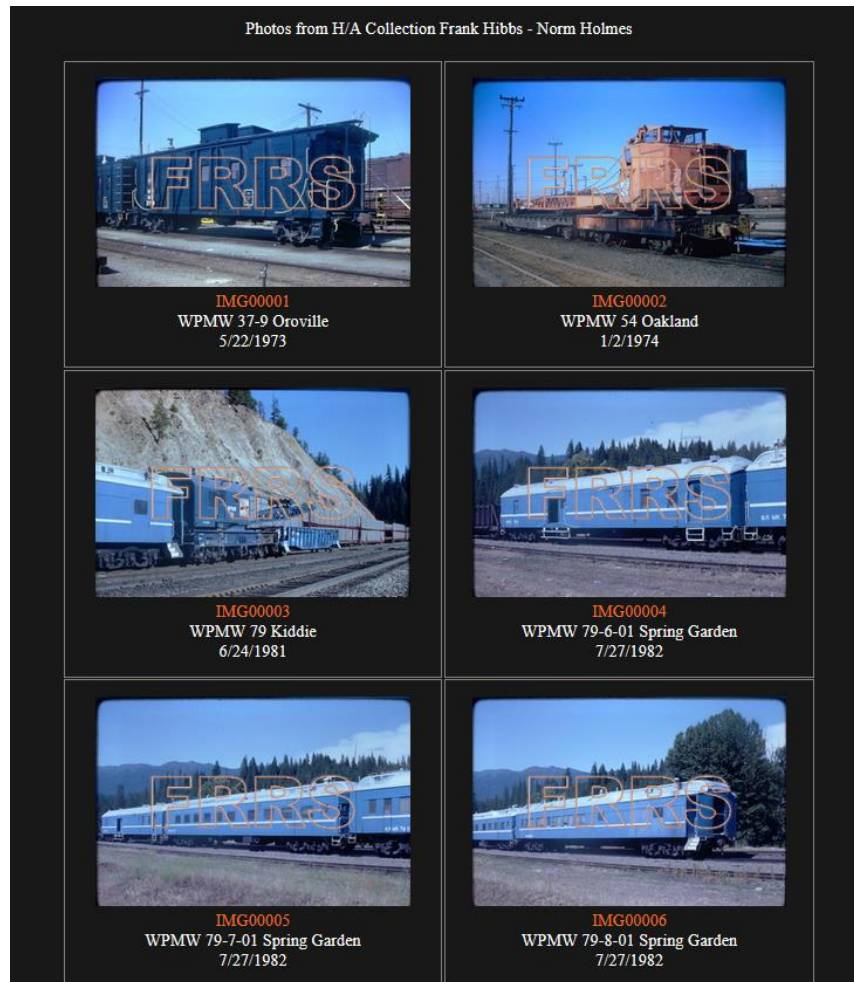 Photos from H/A Collection Frank Hibbs - Norm Holmes
FRRS
IMG00001
WPMW 37-9 Oroville
5/22/1973
FRRS
IMG00002
WPMW 54 Oakland
1/2/1974
FRRS
IMG00003
WPMW 79 Kiddie
6/24/1981
FRRS
IMG00004
WPMW 79-6-01 Spring Garden
7/27/1982
FRRS
IMG00005
WPMW 79-7-01 Spring Garden
7/27/1982
FRRS
IMG00006
WPMW 79-8-01 Spring Garden
7/27/1982